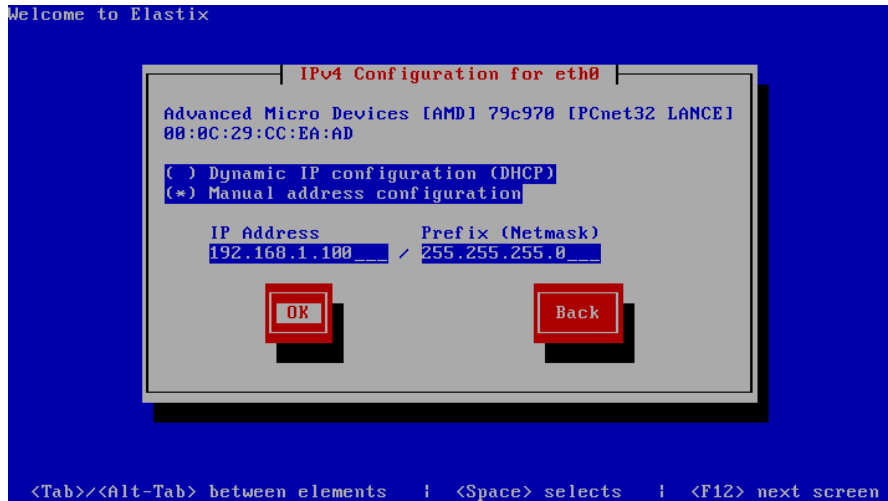 Welcome to Elastix
IPv4 Configuration for eth0
Advanced Micro Devices [AMD] 79c970 [PCnet32 LANCE]
00:0C:29:CC:EA:AD
( ) Dynamic IP configuration (DHCP)
(*) Manual address configuration
IP Address Prefix (Netmask)
192.168.1.100___ / 255.255.255.0___
OK Back
<Tab>/<Alt-Tab> between elements | <Space> selects | <F12> next screen